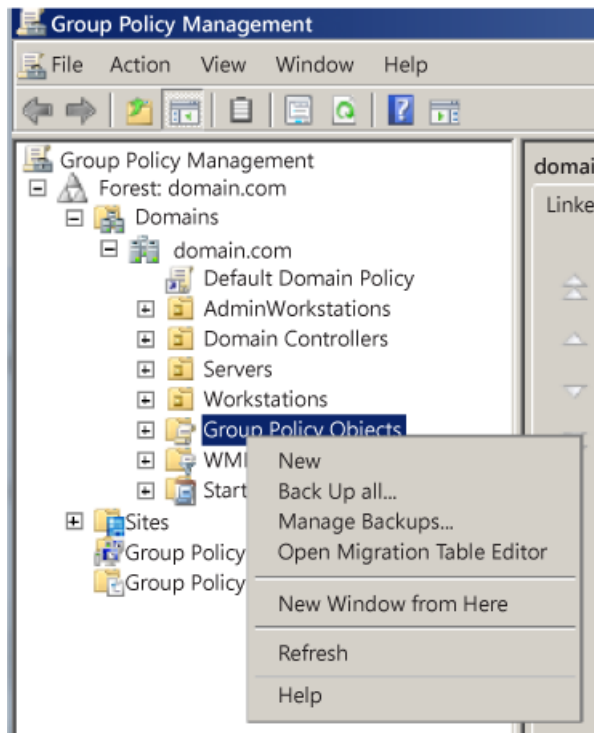 Group Policy Management
File Action View Window Help
Group Policy Management
Forest: domain.com
Domains
domain.com
Default Domain Policy
AdminWorkstations
Domain Controllers
Servers
Workstations
Group Policy Objects
WMI
Start
Sites
Group Policy
Group Policy
New
Back Up all...
Manage Backups...
Open Migration Table Editor
New Window from Here
Refresh
Help
domai
Linke